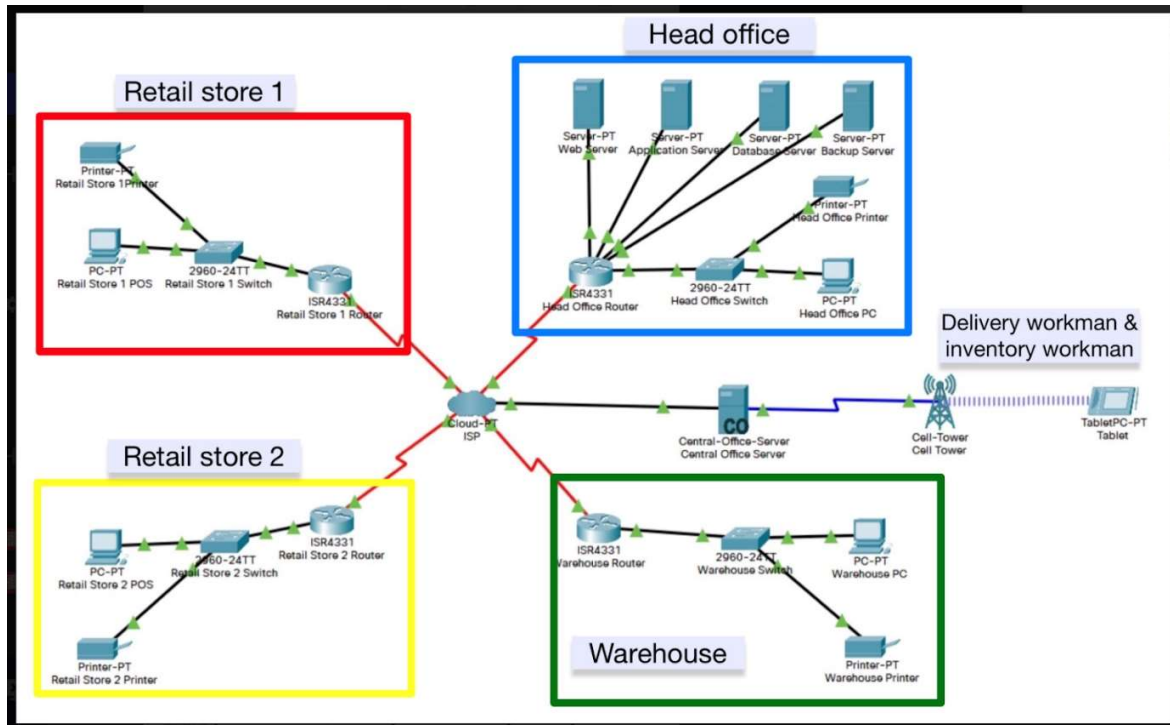 Retail store 1
Printer-PT
Retail Store 1Printer
PC-PT
Retail Store 1 POS
2960-24TT
Retail Store 1 Switch
ISR4331
Retail Store 1 Router
Head office
Server-PT
Web Server
Server-PT
Application Server
Server-PT
Database Server
Server-PT
Backup Server
Printer-PT
Head Office Printer
ISR4331
Head Office Router
2960-24TT
Head Office Switch
PC-PT
Head Office PC
Delivery workman &
inventory workman
Cloud-PT
ISP
CO
Central-Office-Server
Central Office Server
Cell-Tower
Cell Tower
TabletPC-PT
Tablet
Retail store 2
ISR4331
Retail Store 2 Router
PC-PT
Retail Store 2 POS
2960-24TT
Retail Store 2 Switch
Printer-PT
Retail Store 2 Printer
ISR4331
Warehouse Router
2960-24TT
Warehouse Switch
PC-PT
Warehouse PC
Warehouse
Printer-PT
Warehouse Printer